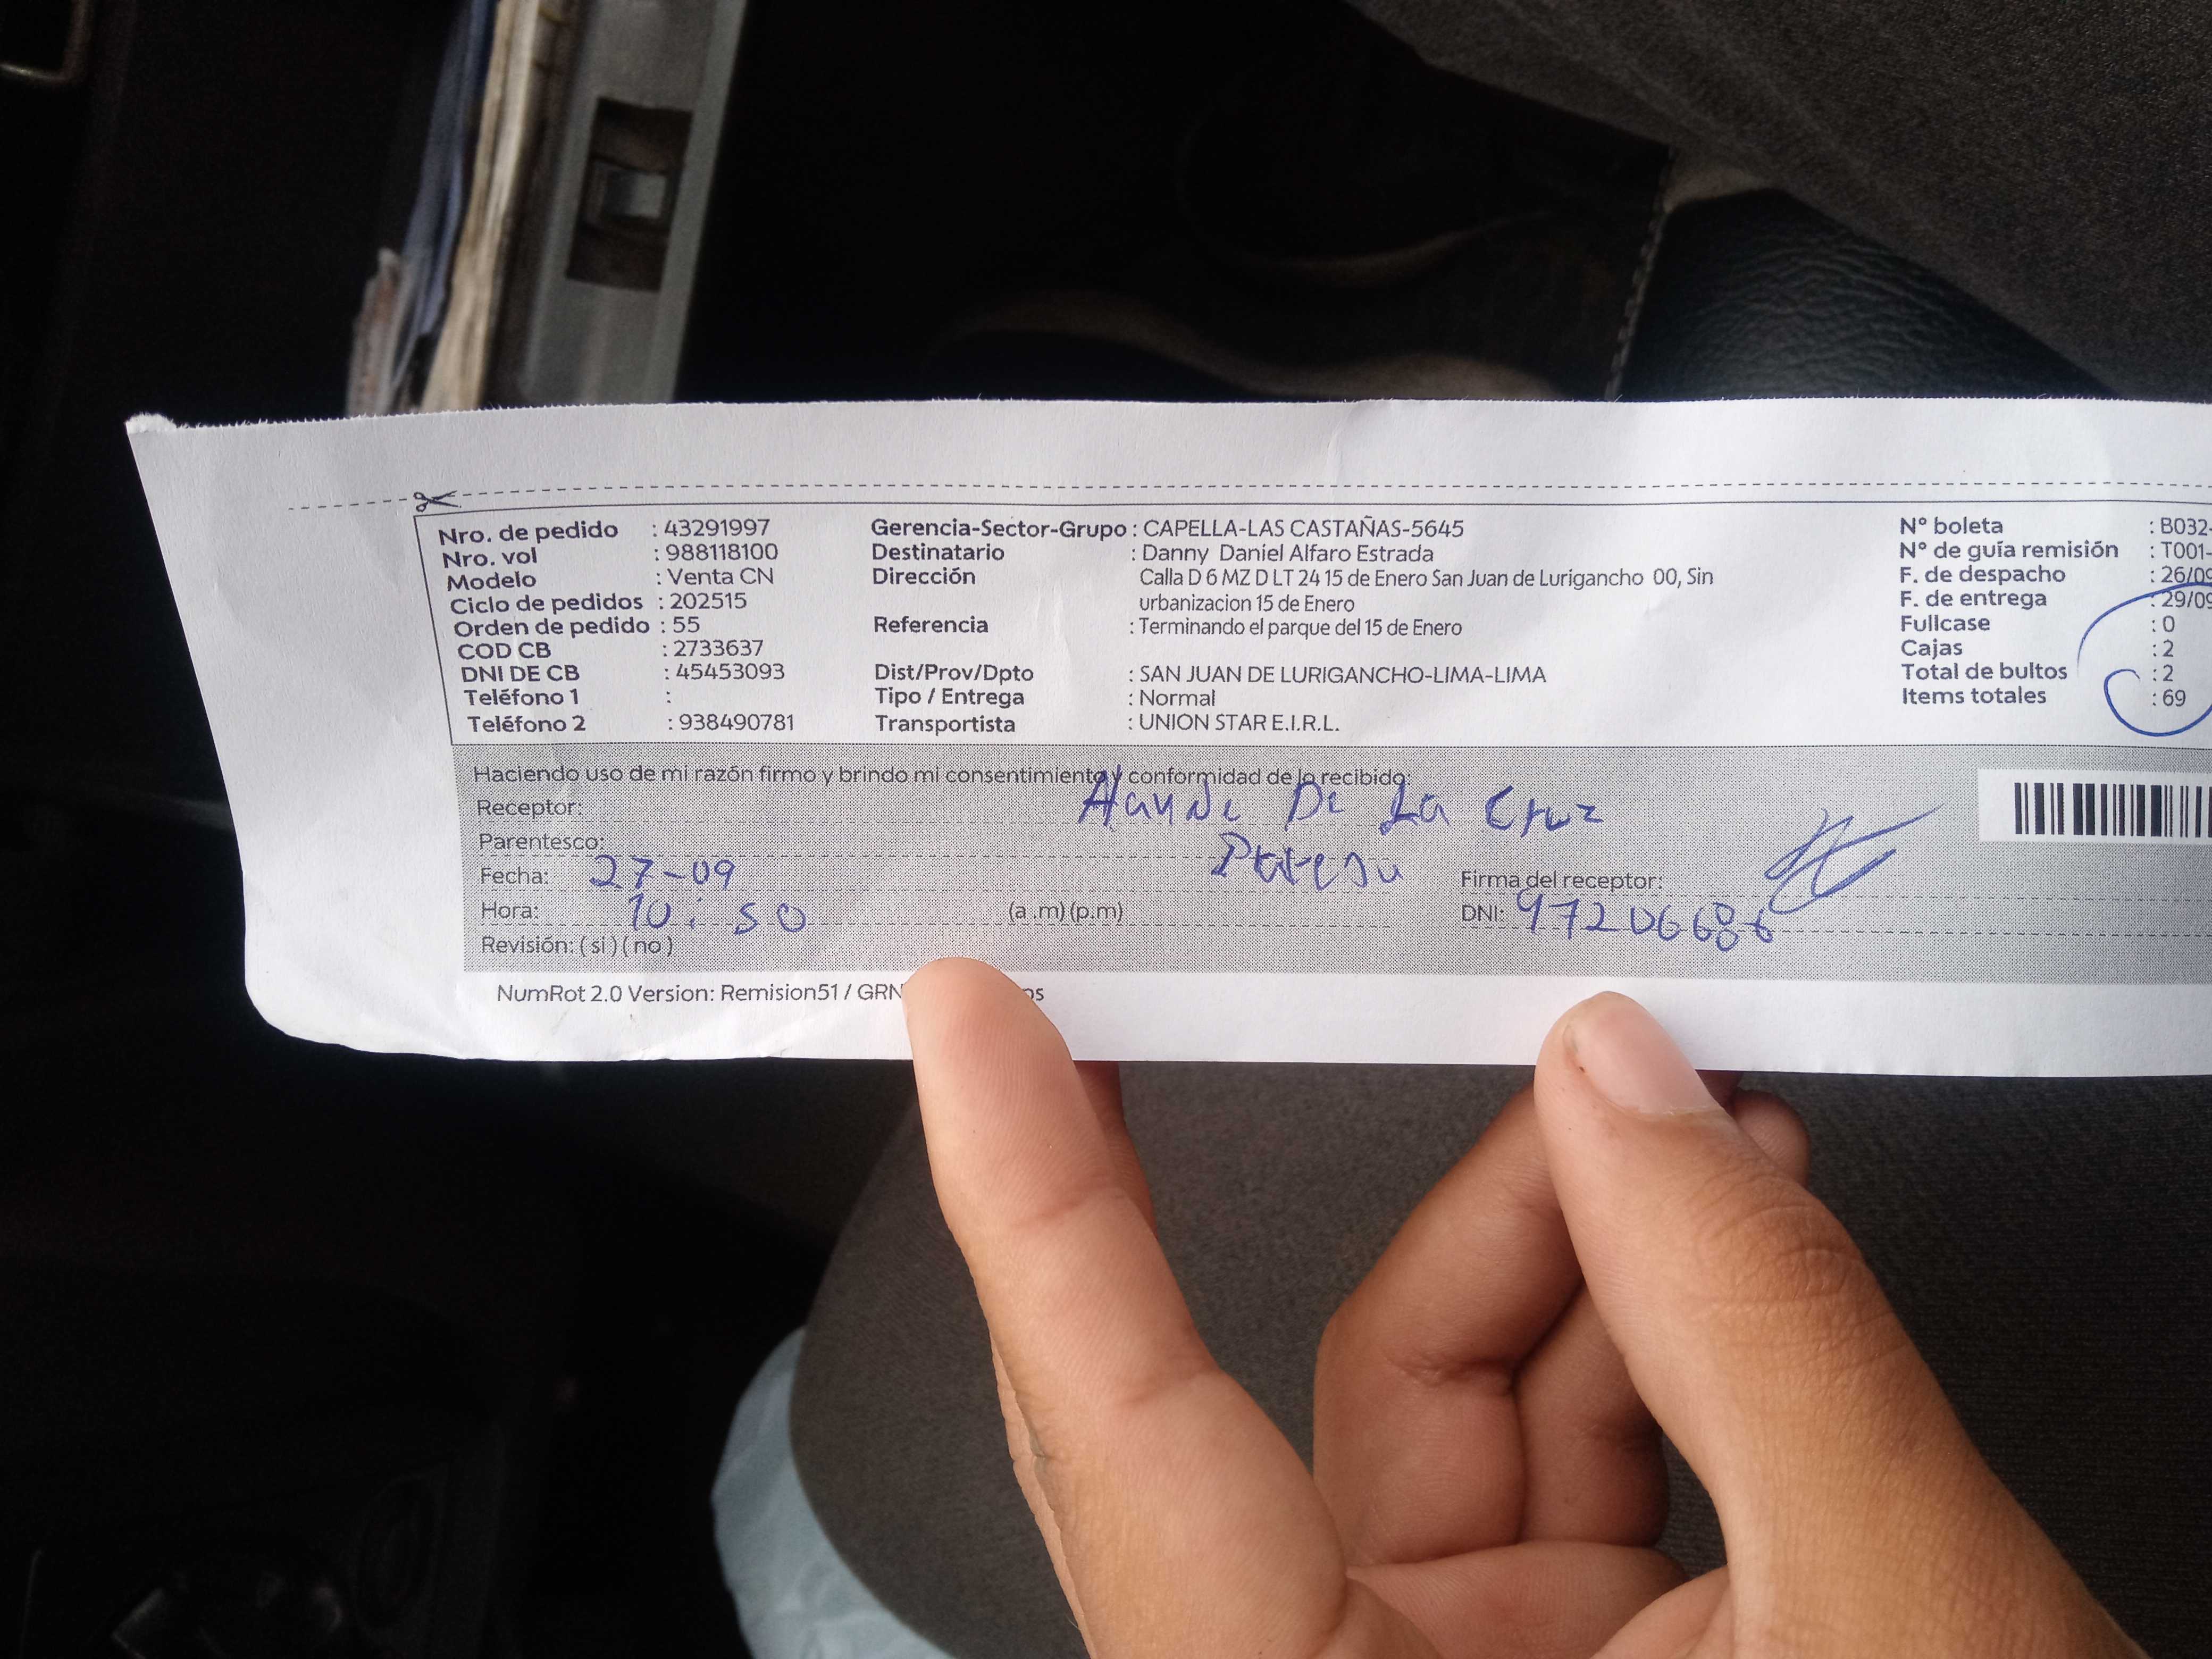 Nro. de pedido : 43291997 Gerencia-Sector-Grupo : CAPELLA-LAS CASTAÑAS-5645 N° boleta : B032-
Nro. vol : 988118100 Destinatario : Danny Daniel Alfaro Estrada N° de guía remisión : T001-
Modelo : Venta CN Dirección Calla D 6 MZ D LT 24 15 de Enero San Juan de Lurigancho 00, Sin F. de despacho : 26/09
Ciclo de pedidos : 202515 urbanizacion 15 de Enero F. de entrega : 29/09
Orden de pedido : 55 Referencia : Terminando el parque del 15 de Enero Fullcase : 0
COD CB : 2733637 Cajas : 2
DNI DE CB : 45453093 Dist/Prov/Dpto : SAN JUAN DE LURIGANCHO-LIMA-LIMA Total de bultos : 2
Teléfono 1 : Tipo / Entrega : Normal Items totales : 69
Teléfono 2 : 938490781 Transportista : UNION STAR E.I.R.L.
Haciendo uso de mi razón firmo y brindo mi consentimiento y conformidad de lo recibido:
Receptor: De La Cruz
Parentesco:
Fecha: 27-09 Firma del receptor:
Hora: 10:50 (a .m) (p.m) DNI:
Revisión: ( si ) ( no )
NumRot 2.0 Version: Remision51 / GRN